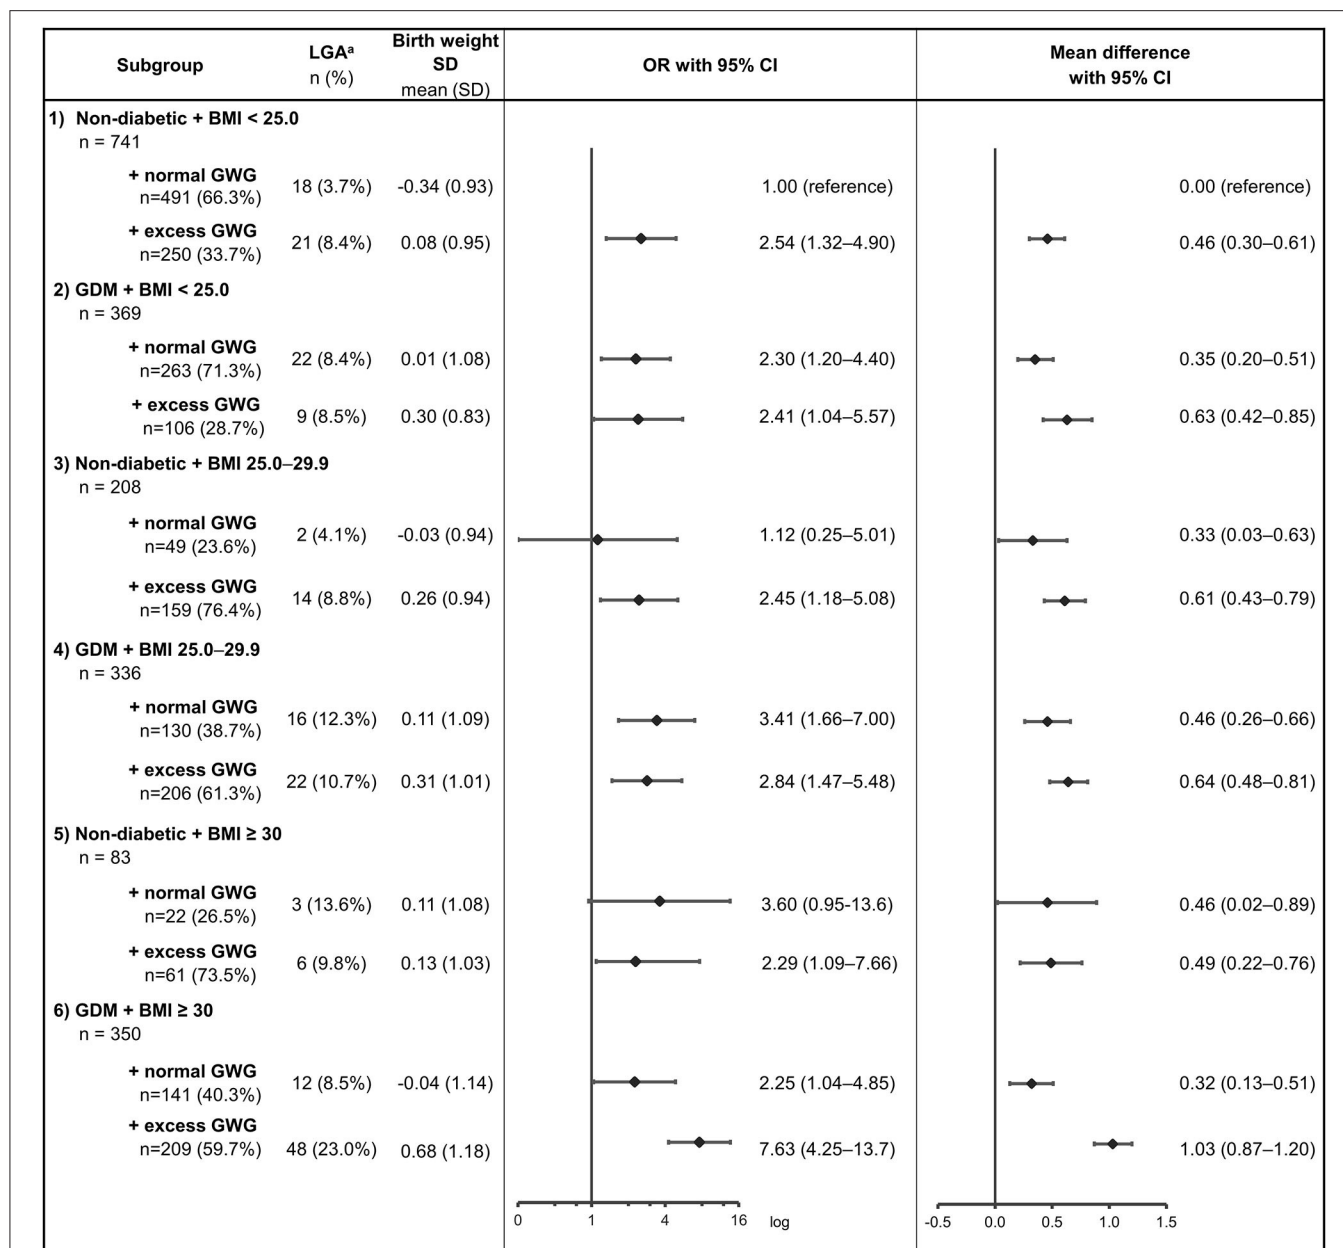 Subgroup
LGAᵃ
n (%)
Birth weight
SD
mean (SD)
OR with 95% CI
Mean difference
with 95% CI
1) Non-diabetic + BMI < 25.0
n = 741
+ normal GWG
n=491 (66.3%)
18 (3.7%) -0.34 (0.93) 1.00 (reference) 0.00 (reference)
+ excess GWG
n=250 (33.7%)
21 (8.4%) 0.08 (0.95) 2.54 (1.32–4.90) 0.46 (0.30–0.61)
2) GDM + BMI < 25.0
n = 369
+ normal GWG
n=263 (71.3%)
22 (8.4%) 0.01 (1.08) 2.30 (1.20–4.40) 0.35 (0.20–0.51)
+ excess GWG
n=106 (28.7%)
9 (8.5%) 0.30 (0.83) 2.41 (1.04–5.57) 0.63 (0.42–0.85)
3) Non-diabetic + BMI 25.0–29.9
n = 208
+ normal GWG
n=49 (23.6%)
2 (4.1%) -0.03 (0.94) 1.12 (0.25–5.01) 0.33 (0.03–0.63)
+ excess GWG
n=159 (76.4%)
14 (8.8%) 0.26 (0.94) 2.45 (1.18–5.08) 0.61 (0.43–0.79)
4) GDM + BMI 25.0–29.9
n = 336
+ normal GWG
n=130 (38.7%)
16 (12.3%) 0.11 (1.09) 3.41 (1.66–7.00) 0.46 (0.26–0.66)
+ excess GWG
n=206 (61.3%)
22 (10.7%) 0.31 (1.01) 2.84 (1.47–5.48) 0.64 (0.48–0.81)
5) Non-diabetic + BMI ≥ 30
n = 83
+ normal GWG
n=22 (26.5%)
3 (13.6%) 0.11 (1.08) 3.60 (0.95-13.6) 0.46 (0.02–0.89)
+ excess GWG
n=61 (73.5%)
6 (9.8%) 0.13 (1.03) 2.29 (1.09–7.66) 0.49 (0.22–0.76)
6) GDM + BMI ≥ 30
n = 350
+ normal GWG
n=141 (40.3%)
12 (8.5%) -0.04 (1.14) 2.25 (1.04–4.85) 0.32 (0.13–0.51)
+ excess GWG
n=209 (59.7%)
48 (23.0%) 0.68 (1.18) 7.63 (4.25–13.7) 1.03 (0.87–1.20)
0 1 4 16 log
-0.5 0.0 0.5 1.0 1.5